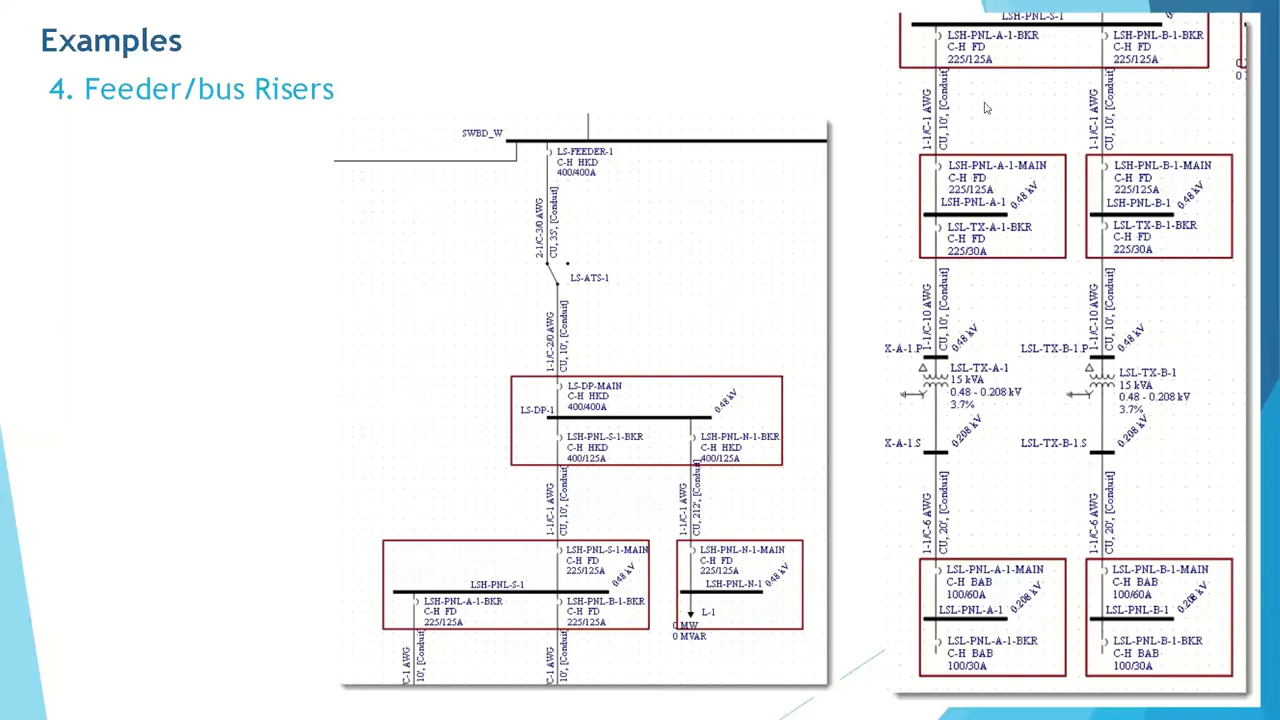 Examples
4. Feeder/bus Risers
SWBD_W
LS-FEEDER-1
C-H HKD
400/400A
2-1/C-3/0 AWG
CU, 35', [Conduit]
LS-ATS-1
1-1/C-2/0 AWG
CU, 10', [Conduit]
LS-DP-MAIN
C-H HKD
400/400A
LS-DP-1
0.48 kV
LSH-PNL-S-1-BKR
C-H HKD
400/125A
LSH-PNL-N-1-BKR
C-H HKD
400/125A
1-1/C-1 AWG
CU, 10', [Conduit]
1-1/C-1 AWG
CU, 212', [Conduit]
LSH-PNL-S-1-MAIN
C-H FD
225/125A
LSH-PNL-S-1
0.48 kV
LSH-PNL-A-1-BKR
C-H FD
225/125A
LSH-PNL-B-1-BKR
C-H FD
225/125A
LSH-PNL-N-1-MAIN
C-H FD
225/125A
LSH-PNL-N-1
0.48 kV
L-1
0 MW
0 MVAR
/C-1 AWG
10', [Conduit]
/C-1 AWG
10', [Conduit]
LSH-PNL-S-1
LSH-PNL-A-1-BKR
C-H FD
225/125A
LSH-PNL-B-1-BKR
C-H FD
225/125A
1-1/C-1 AWG
CU, 10', [Conduit]
1-1/C-1 AWG
CU, 10', [Conduit]
LSH-PNL-A-1-MAIN
C-H FD
225/125A
LSH-PNL-A-1
0.48 kV
LSL-TX-A-1-BKR
C-H FD
225/30A
LSH-PNL-B-1-MAIN
C-H FD
225/125A
LSH-PNL-B-1
0.48 kV
LSL-TX-B-1-BKR
C-H FD
225/30A
1-1/C-10 AWG
CU, 10', [Conduit]
1-1/C-10 AWG
CU, 10', [Conduit]
X-A-1.P
0.48 kV
LSL-TX-B-1.P
0.48 kV
LSL-TX-A-1
15 kVA
0.48 - 0.208 kV
3.7%
LSL-TX-B-1
15 kVA
0.48 - 0.208 kV
3.7%
X-A-1.S
0.208 kV
LSL-TX-B-1.S
0.208 kV
1-1/C-6 AWG
CU, 20', [Conduit]
1-1/C-6 AWG
CU, 20', [Conduit]
LSL-PNL-A-1-MAIN
C-H BAB
100/60A
LSL-PNL-A-1
0.208 kV
LSL-PNL-A-1-BKR
C-H BAB
100/30A
LSL-PNL-B-1-MAIN
C-H BAB
100/60A
LSL-PNL-B-1
0.208 kV
LSL-PNL-B-1-BKR
C-H BAB
100/30A